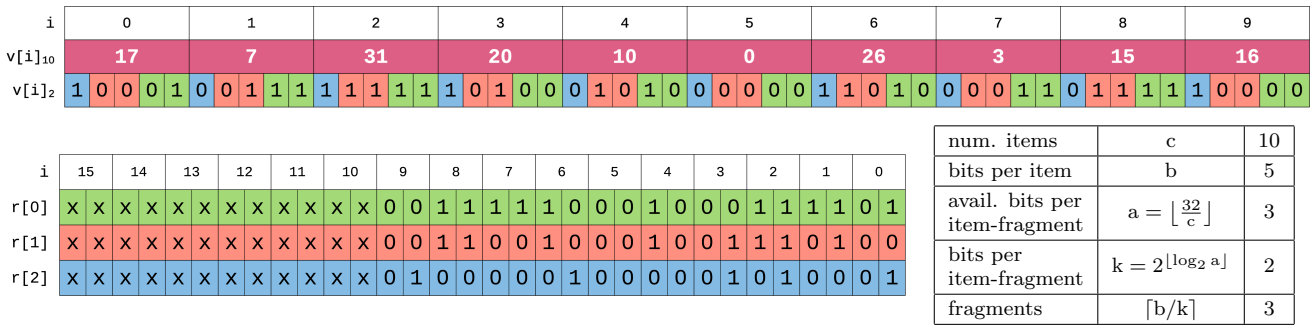 i 0 1 2 3 4 5 6 7 8 9
v[i]₁₀ 17 7 31 20 10 0 26 3 15 16
v[i]₂ 1 0 0 0 1 0 0 1 1 1 1 1 1 1 1 1 0 1 0 0 0 1 0 1 0 0 0 0 0 0 1 1 0 1 0 0 0 0 1 1 0 1 1 1 1 1 0 0 0 0
i 15 14 13 12 11 10 9 8 7 6 5 4 3 2 1 0
r[0] x x x x x x x x x x x x 0 0 1 1 1 1 1 0 0 0 1 0 0 0 1 1 1 1 0 1
r[1] x x x x x x x x x x x x 0 0 1 1 0 0 1 0 0 0 1 0 0 1 1 1 0 1 0 0
r[2] x x x x x x x x x x x x 0 1 0 0 0 0 0 1 0 0 0 0 0 1 0 1 0 0 0 1
num. items c 10
bits per item b 5
avail. bits per
item-fragment a = ⌊32/c⌋ 3
bits per
item-fragment k = 2^⌊log₂ a⌋ 2
fragments ⌈b/k⌉ 3